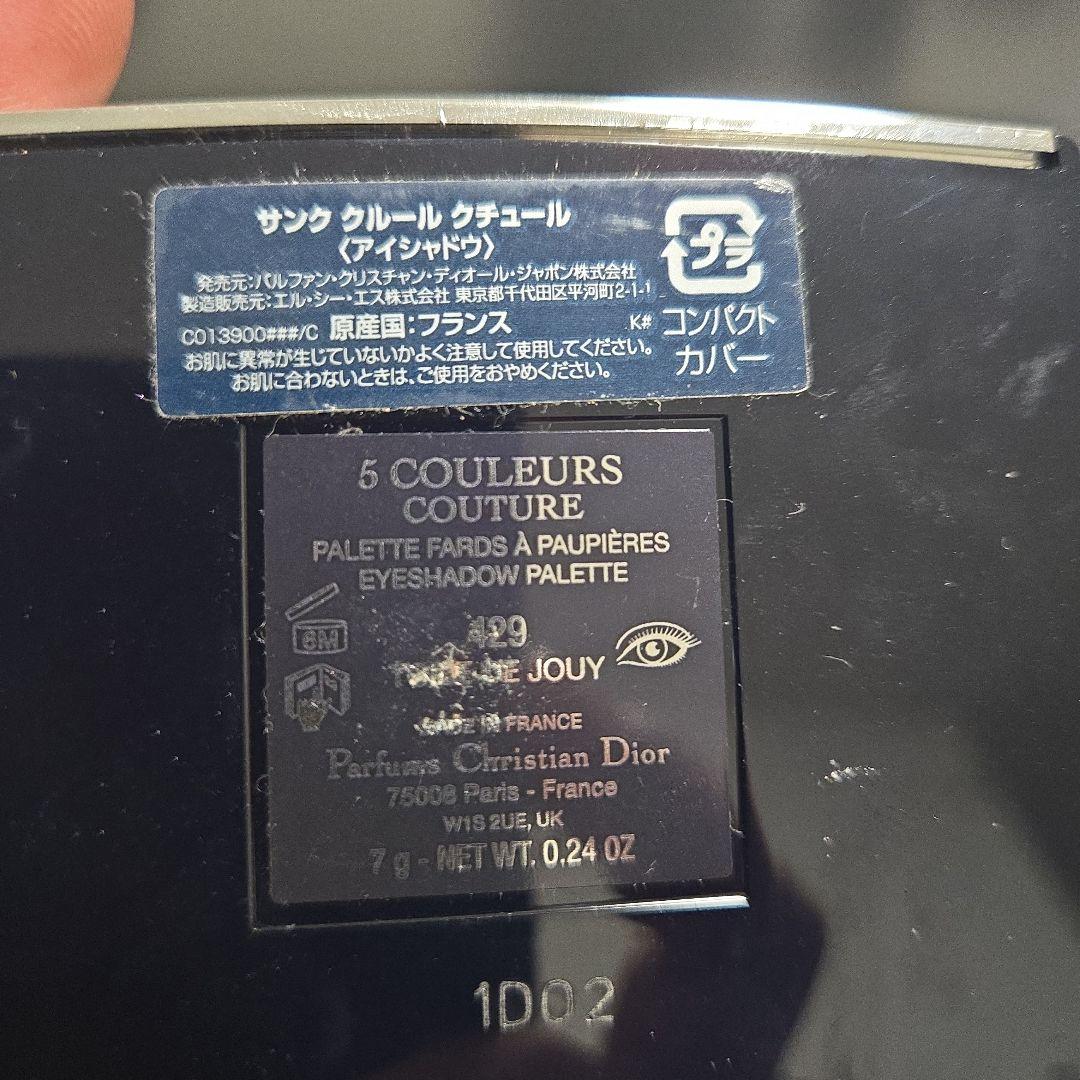 サンク クルール クチュール
〈アイシャドウ〉
発売元:パルファン・クリスチャン・ディオール・ジャポン株式会社
製造販売元:エル・シー・エス株式会社 東京都千代田区平河町2-1-1
C013900###/C 原産国:フランス K#
お肌に異常が生じていないかよく注意して使用してください。
お肌に合わないときは、ご使用をおやめください。
プラ
コンパクト
カバー
5 COULEURS
COUTURE
PALETTE FARDS À PAUPIÈRES
EYESHADOW PALETTE
6M
429
DE JOUY
MADE IN FRANCE
Parfums Christian Dior
75008 Paris - France
W1S 2UE, UK
7 g - NET WT. 0.24 OZ
1D02